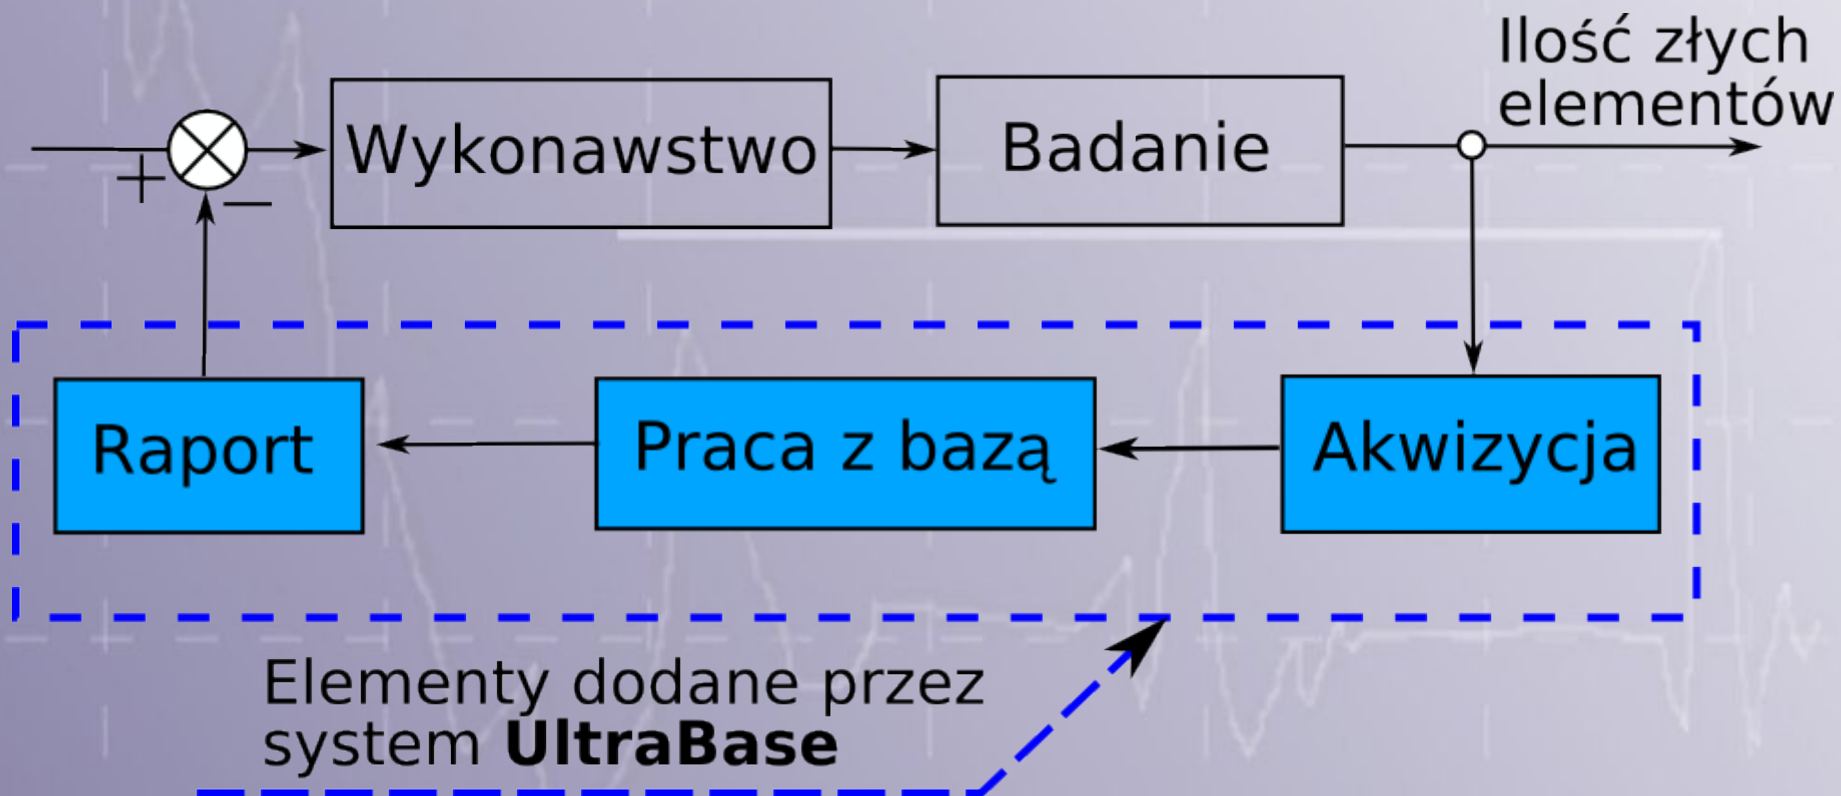 Ilość złych
elementów
+
Wykonawstwo
Badanie
−
Raport
Praca z bazą
Akwizycja
Elementy dodane przez
system UltraBase